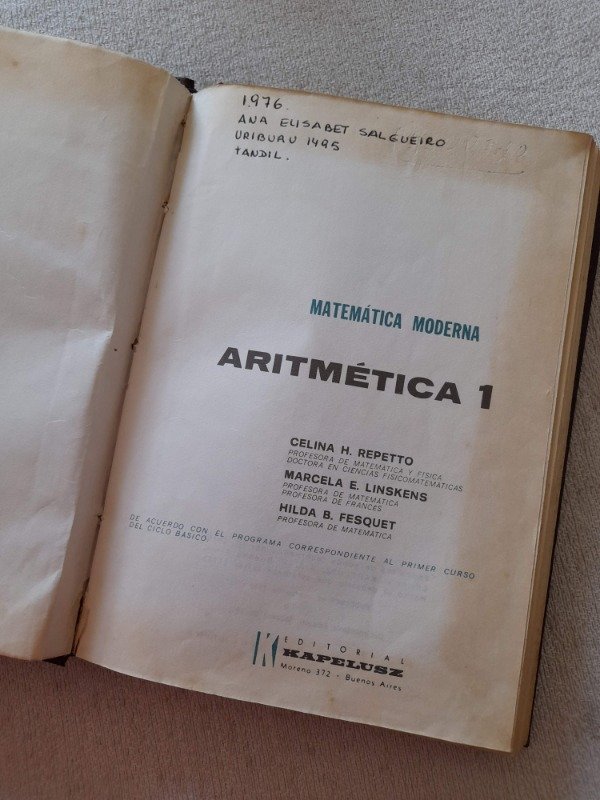 1.976.
ANA ELISABET SALGUEIRO
URIBURU 1495
TANDIL.
MATEMÁTICA MODERNA
ARITMÉTICA 1
CELINA H. REPETTO
PROFESORA DE MATEMÁTICA Y FÍSICA
DOCTORA EN CIENCIAS FISICOMATEMÁTICAS
MARCELA E. LINSKENS
PROFESORA DE MATEMÁTICA
PROFESORA DE FRANCÉS
HILDA B. FESQUET
PROFESORA DE MATEMÁTICA
DE ACUERDO CON EL PROGRAMA CORRESPONDIENTE AL PRIMER CURSO
DEL CICLO BÁSICO.
EDITORIAL
KAPELUSZ
Moreno 372 - Buenos Aires